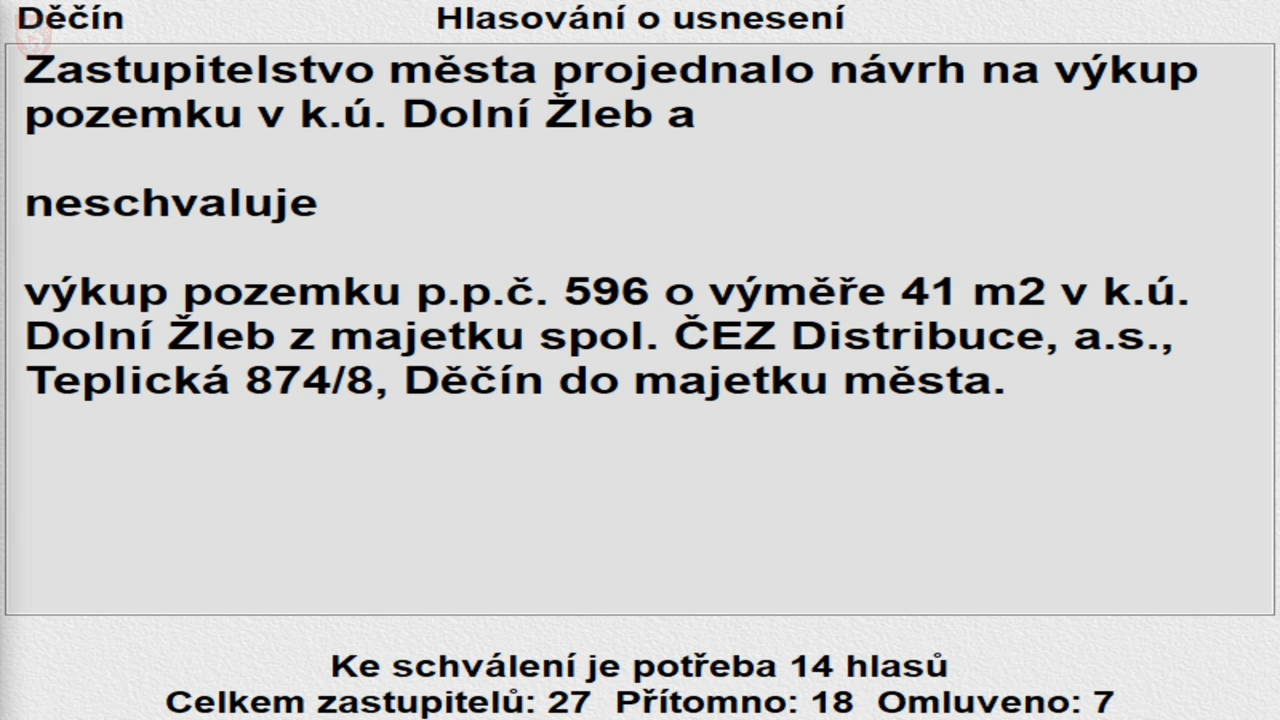 Děčín Hlasování o usnesení
Zastupitelstvo města projednalo návrh na výkup
pozemku v k.ú. Dolní Žleb a
neschvaluje
výkup pozemku p.p.č. 596 o výměře 41 m2 v k.ú.
Dolní Žleb z majetku spol. ČEZ Distribuce, a.s.,
Teplická 874/8, Děčín do majetku města.
Ke schválení je potřeba 14 hlasů
Celkem zastupitelů: 27 Přítomno: 18 Omluveno: 7